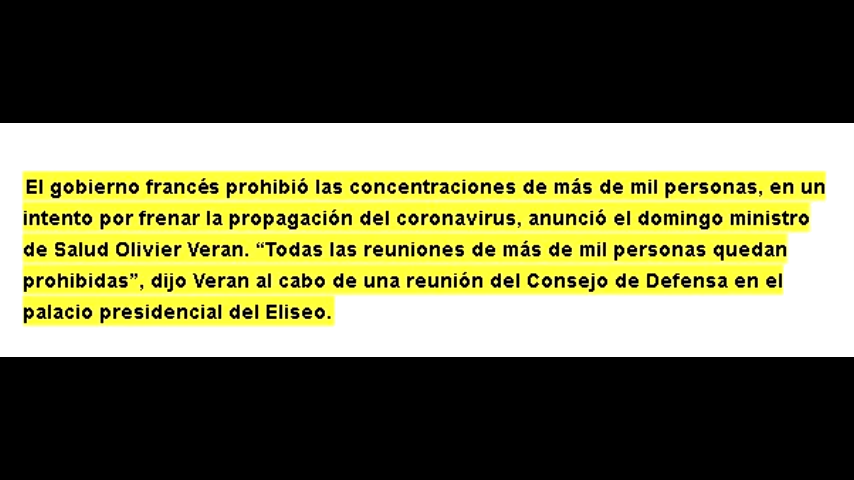 El gobierno francés prohibió las concentraciones de más de mil personas, en un
intento por frenar la propagación del coronavirus, anunció el domingo ministro
de Salud Olivier Veran. “Todas las reuniones de más de mil personas quedan
prohibidas”, dijo Veran al cabo de una reunión del Consejo de Defensa en el
palacio presidencial del Eliseo.